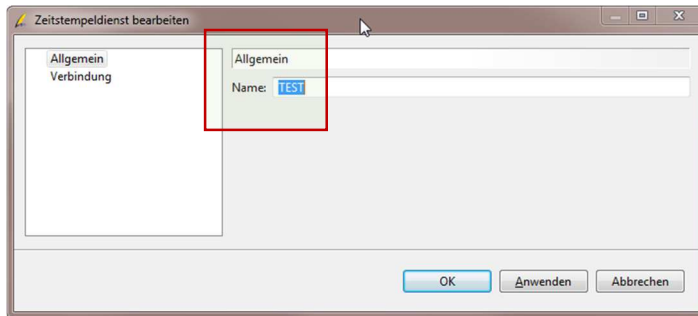 Zeitstempeldienst bearbeiten
Allgemein
Verbindung
Allgemein
Name: TEST
OK Anwenden Abbrechen